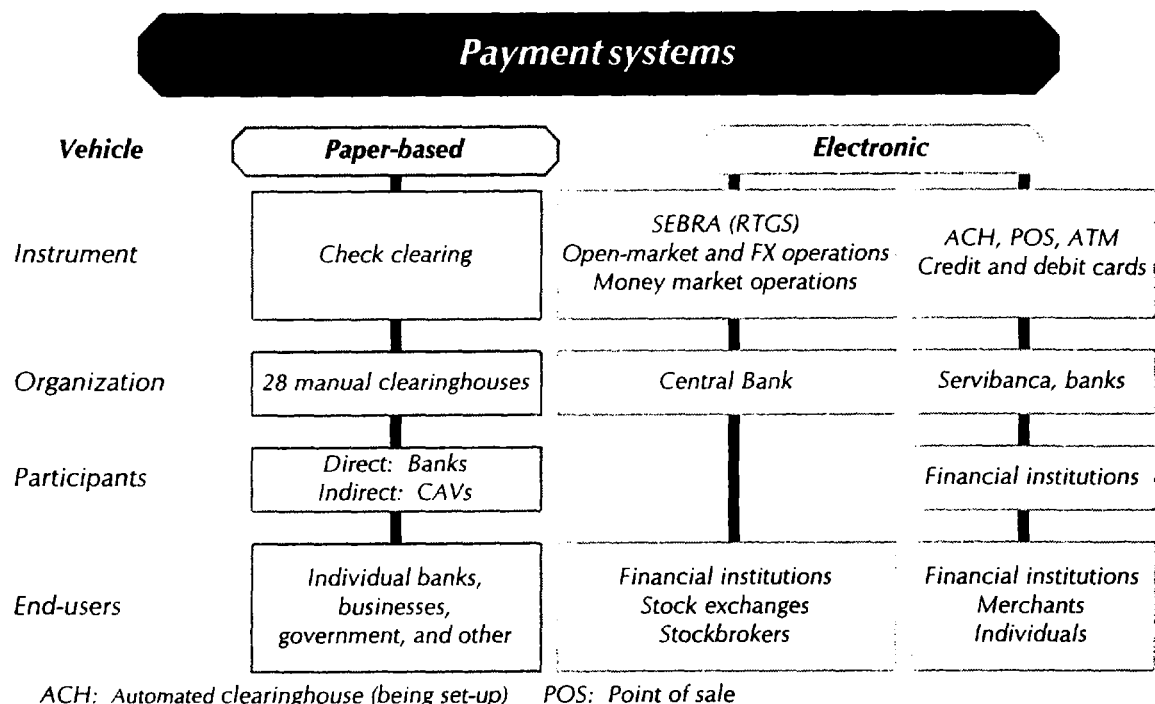 Payment systems
Vehicle
Paper-based
Electronic
Instrument
Check clearing
SEBRA (RTGS)
Open-market and FX operations
Money market operations
ACH, POS, ATM
Credit and debit cards
Organization
28 manual clearinghouses
Central Bank
Servibanca, banks
Participants
Direct: Banks
Indirect: CAVs
Financial institutions
End-users
Individual banks,
businesses,
government, and other
Financial institutions
Stock exchanges
Stockbrokers
Financial institutions
Merchants
Individuals
ACH: Automated clearinghouse (being set-up) POS: Point of sale